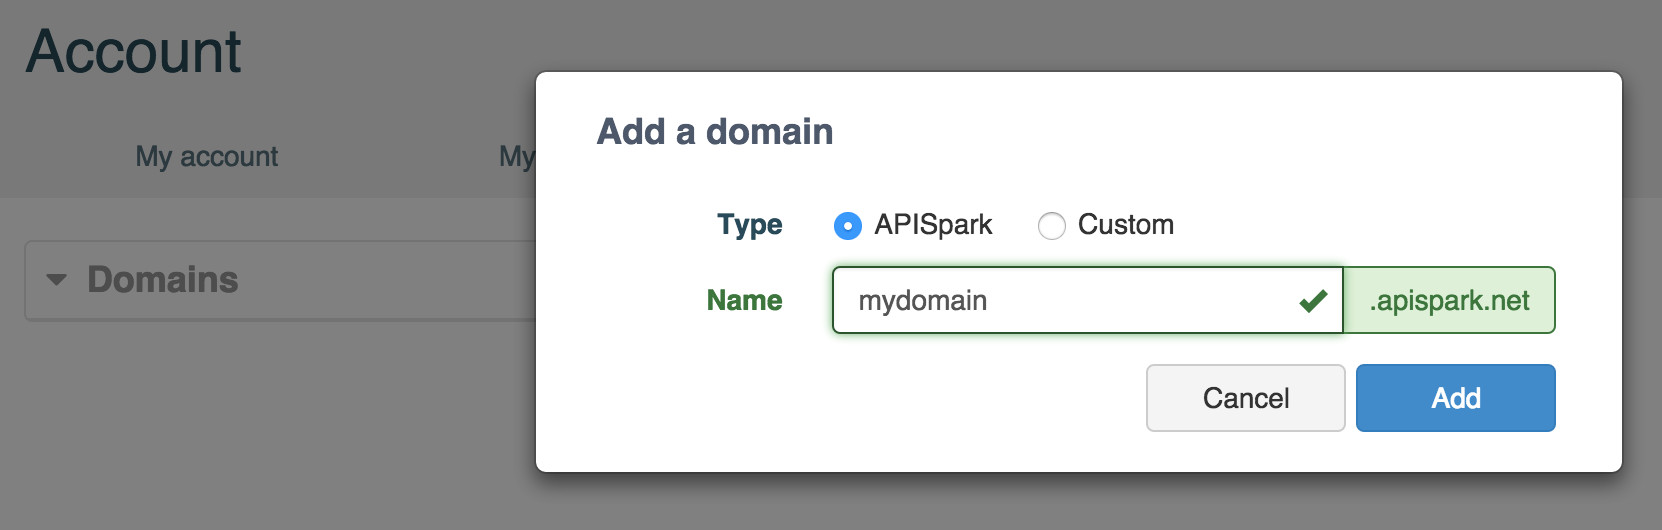 Account
My account
My
Domains
Add a domain
Type APISpark Custom
Name mydomain .apispark.net
Cancel Add